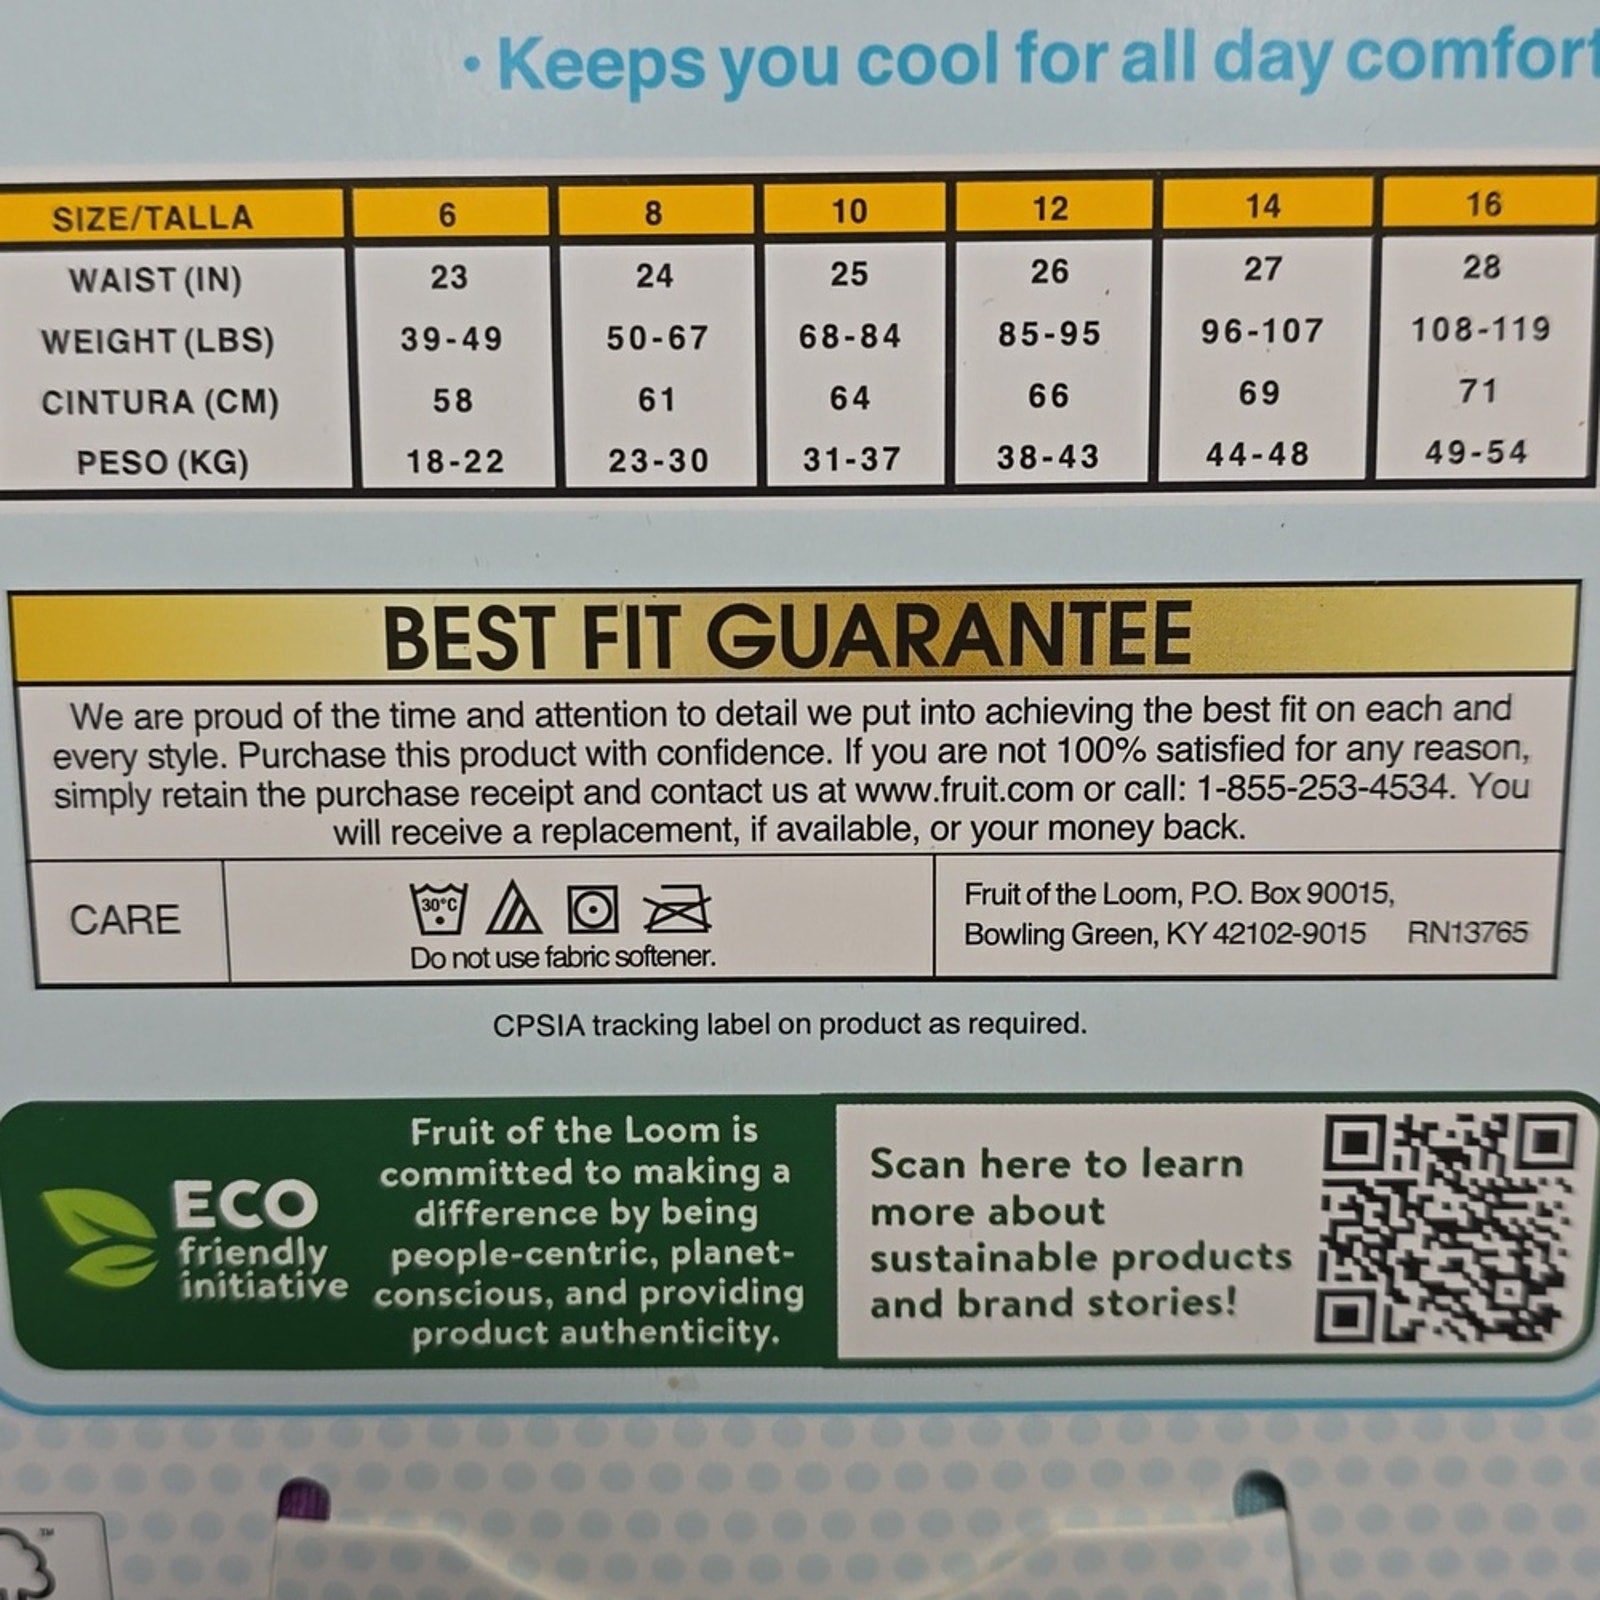 • Keeps you cool for all day comfort
SIZE/TALLA 6 8 10 12 14 16
WAIST (IN) 23 24 25 26 27 28
WEIGHT (LBS) 39-49 50-67 68-84 85-95 96-107 108-119
CINTURA (CM) 58 61 64 66 69 71
PESO (KG) 18-22 23-30 31-37 38-43 44-48 49-54
BEST FIT GUARANTEE
We are proud of the time and attention to detail we put into achieving the best fit on each and
every style. Purchase this product with confidence. If you are not 100% satisfied for any reason,
simply retain the purchase receipt and contact us at www.fruit.com or call: 1-855-253-4534. You
will receive a replacement, if available, or your money back.
CARE
30°C
Do not use fabric softener.
Fruit of the Loom, P.O. Box 90015,
Bowling Green, KY 42102-9015 RN13765
CPSIA tracking label on product as required.
ECO
friendly
initiative
Fruit of the Loom is
committed to making a
difference by being
people-centric, planet-
conscious, and providing
product authenticity.
Scan here to learn
more about
sustainable products
and brand stories!
TM